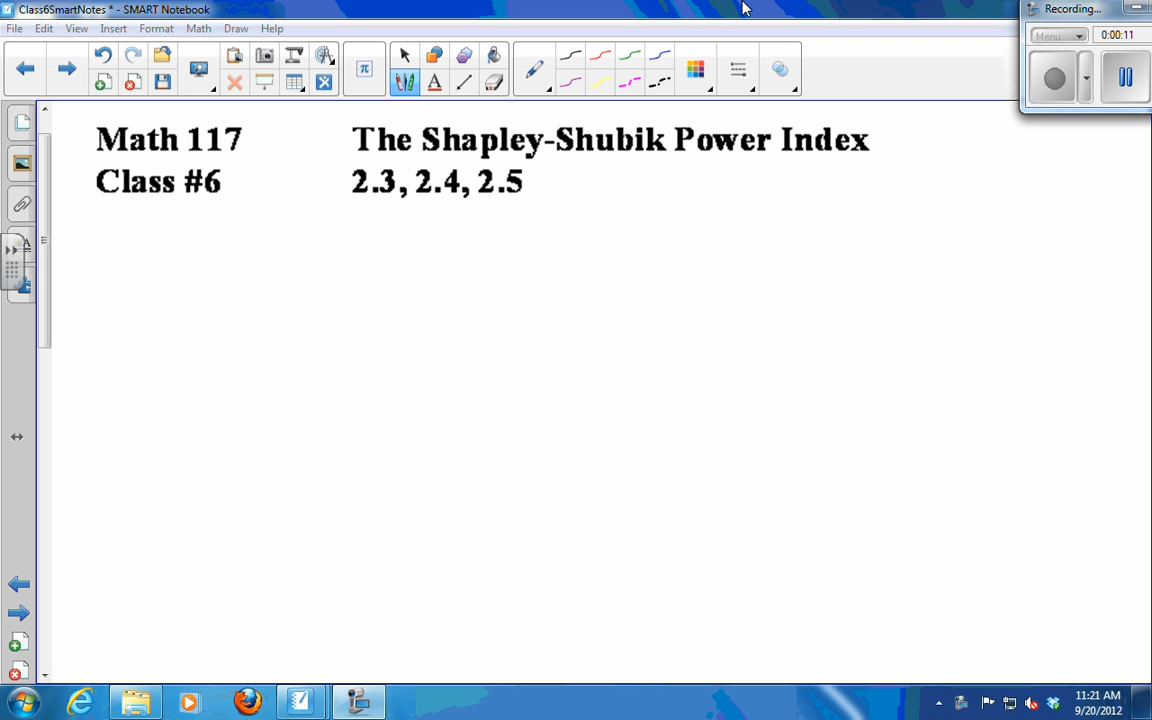 Class6SmartNotes * - SMART Notebook
Recording...
File Edit View Insert Format Math Draw Help
Menu
0:00:11
π
A
Math 117 The Shapley-Shubik Power Index
Class #6 2.3, 2.4, 2.5
11:21 AM
9/20/2012